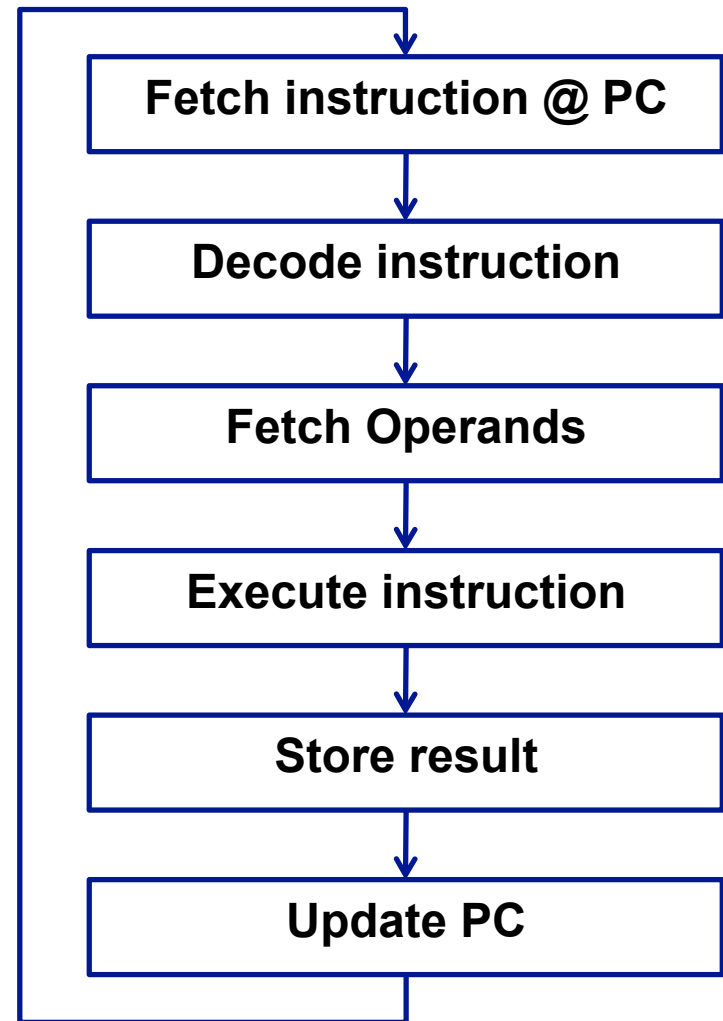 Fetch instruction @ PC
Decode instruction
Fetch Operands
Execute instruction
Store result
Update PC